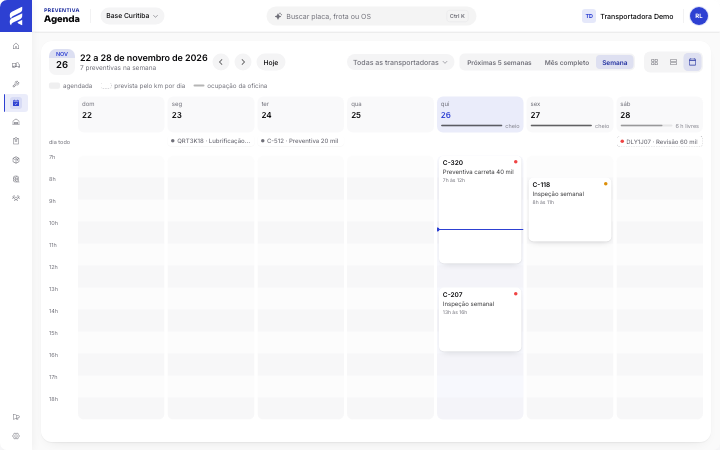 PREVENTIVA
Agenda
Base Curitiba
Buscar placa, frota ou OS
Ctrl K
TD
Transportadora Demo
RL
NOV
26
22 a 28 de novembro de 2026
7 preventivas na semana
Hoje
Todas as transportadoras
Próximas 5 semanas
Mês completo
Semana
agendada
prevista pelo km por dia
ocupação da oficina
dom
22
seg
23
ter
24
qua
25
qui
26
cheio
sex
27
cheio
sáb
28
6 h livres
dia todo
QRT3K18 · Lubrificação...
C-512 · Preventiva 20 mil
DLY1J07 · Revisão 60 mil
7h
8h
9h
10h
11h
12h
13h
14h
15h
16h
17h
18h
C-320
Preventiva carreta 40 mil
7h às 12h
C-118
Inspeção semanal
8h às 11h
C-207
Inspeção semanal
13h às 16h